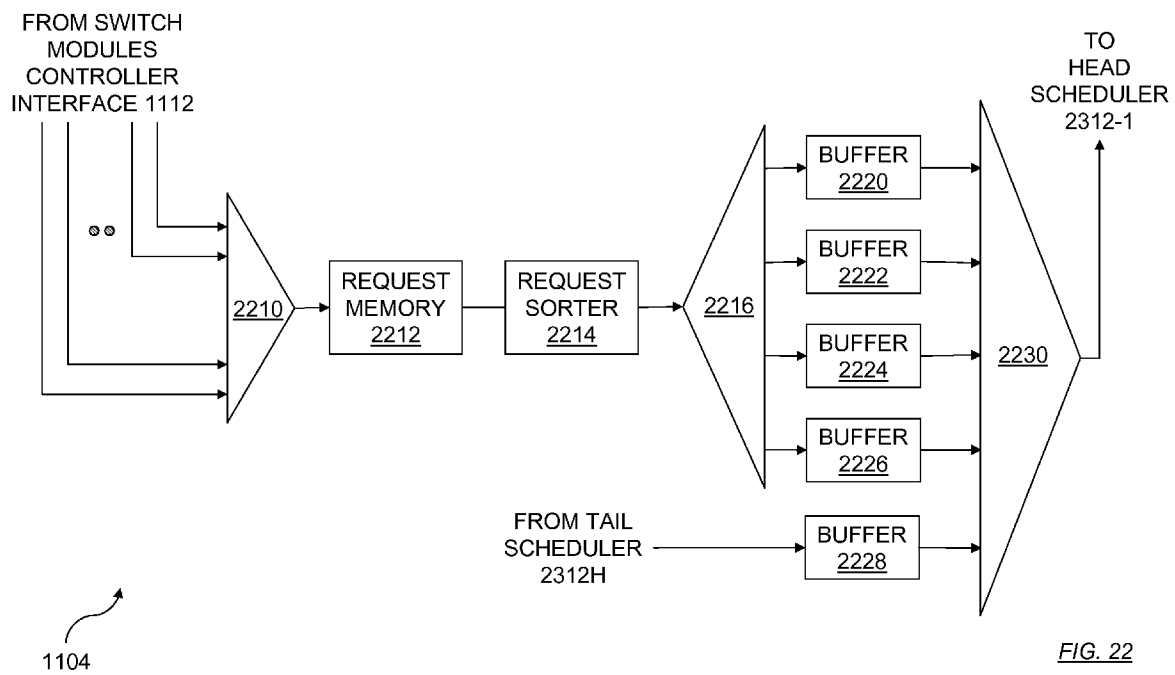 FROM SWITCH
MODULES
CONTROLLER
INTERFACE 1112
TO
HEAD
SCHEDULER
2312-1
2210
REQUEST
MEMORY
2212
REQUEST
SORTER
2214
2216
BUFFER
2220
BUFFER
2222
BUFFER
2224
BUFFER
2226
2230
FROM TAIL
SCHEDULER
2312H
BUFFER
2228
1104
FIG. 22